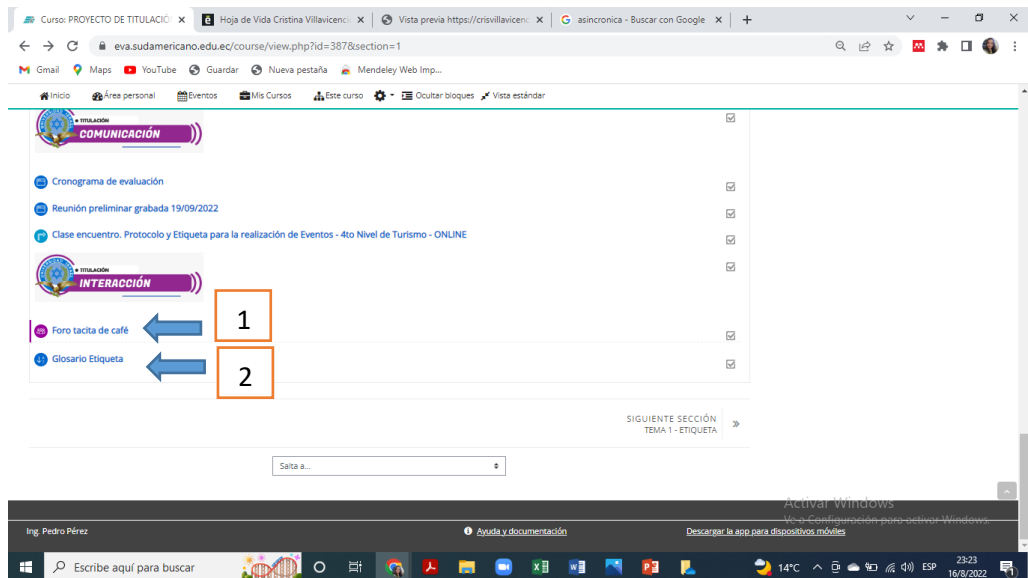 Curso: PROYECTO DE TITULACIÓ
Hoja de Vida Cristina Villavicenci
Vista previa https://crisvillavicenc
asincronica - Buscar con Google
eva.sudamericano.edu.ec/course/view.php?id=387&section=1
Gmail Maps YouTube Guardar Nueva pestaña Mendeley Web Imp...
Inicio Área personal Eventos Mis Cursos Este curso Ocultar bloques Vista estándar
• TITULACIÓN
COMUNICACIÓN
Cronograma de evaluación
Reunión preliminar grabada 19/09/2022
Clase encuentro. Protocolo y Etiqueta para la realización de Eventos - 4to Nivel de Turismo - ONLINE
• TITULACIÓN
INTERACCIÓN
1
Foro tacita de café
Glosario Etiqueta
2
SIGUIENTE SECCIÓN
TEMA 1 - ETIQUETA
Salta a...
Activar Windows
Ve a Configuración para activar Windows.
Ing. Pedro Pérez Ayuda y documentación Descargar la app para dispositivos móviles
Escribe aquí para buscar
14°C ESP 23:23
16/8/2022